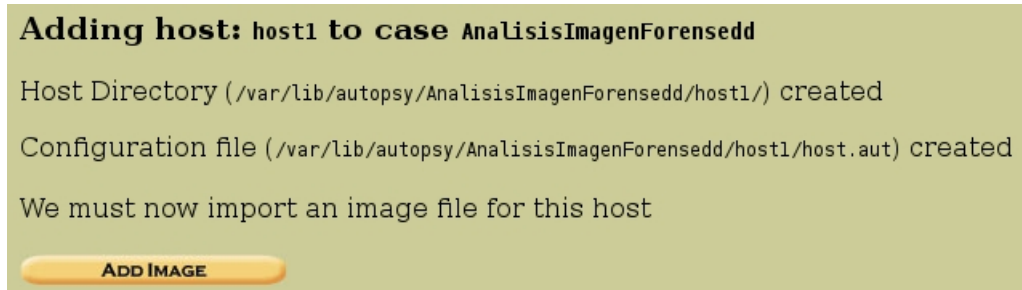 Adding host: host1 to case AnalisisImagenForensedd
Host Directory (/var/lib/autopsy/AnalisisImagenForensedd/host1/) created
Configuration file (/var/lib/autopsy/AnalisisImagenForensedd/host1/host.aut) created
We must now import an image file for this host
ADD IMAGE